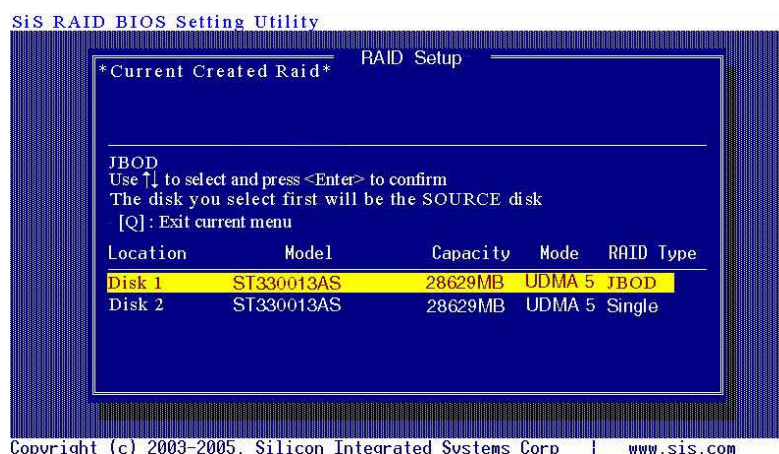 SiS RAID BIOS Setting Utility
RAID Setup
*Current Created Raid*
JBOD
Use ↑↓ to select and press <Enter> to confirm
The disk you select first will be the SOURCE disk
[Q] : Exit current menu
Location Model Capacity Mode RAID Type
Disk 1 ST330013AS 28629MB UDMA 5 JBOD
Disk 2 ST330013AS 28629MB UDMA 5 Single
Copyright (c) 2003-2005. Silicon Integrated Systems Corp | www.sis.com